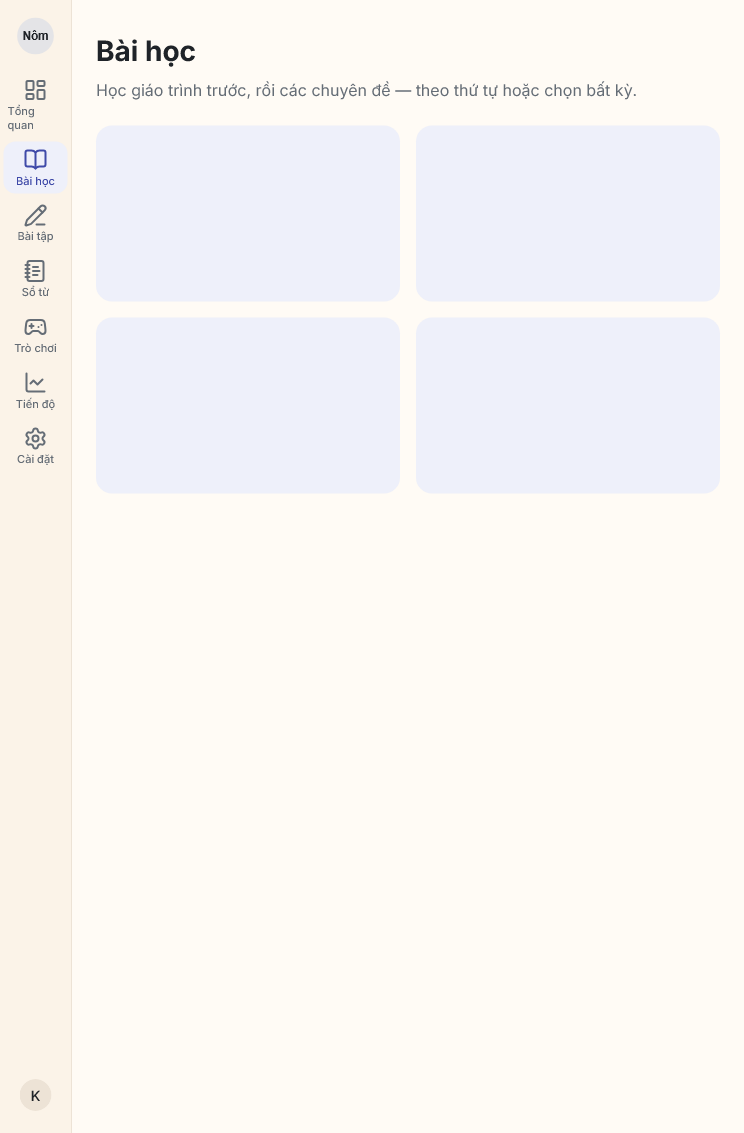 Nôm
Tổng
quan
Bài học
Bài tập
Sổ từ
Trò chơi
Tiến độ
Cài đặt
K
Bài học
Học giáo trình trước, rồi các chuyên đề — theo thứ tự hoặc chọn bất kỳ.